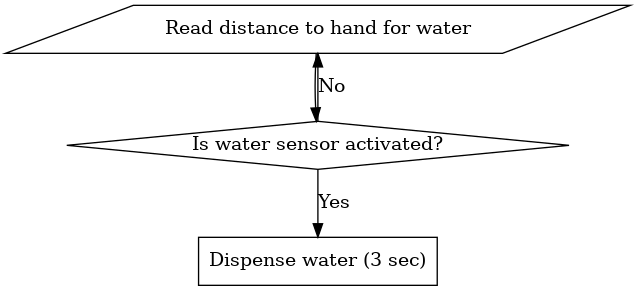 Read distance to hand for water
No
Is water sensor activated?
Yes
Dispense water (3 sec)